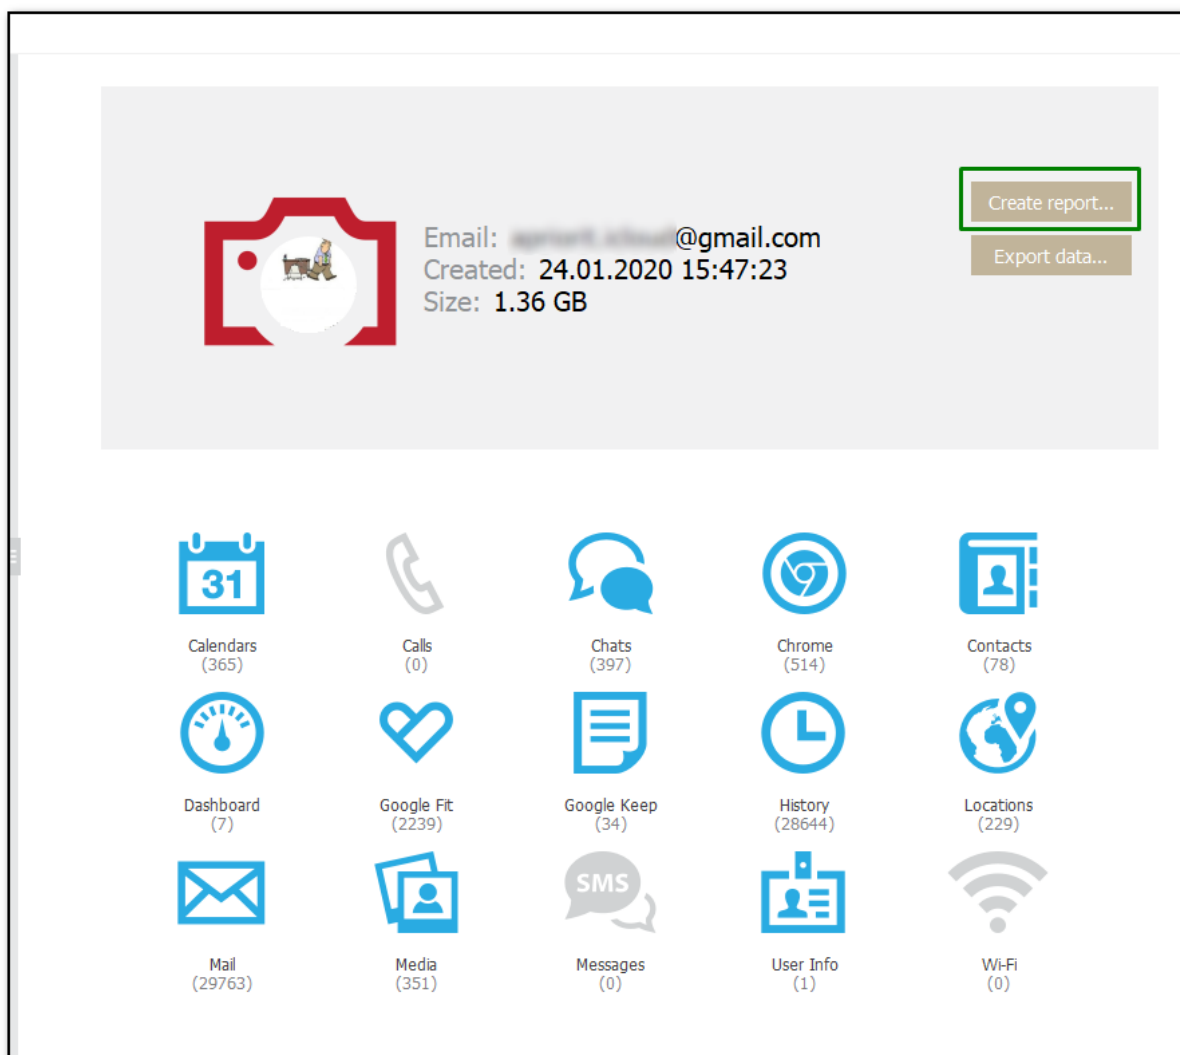 Create report...
Email: @gmail.com
Created: 24.01.2020 15:47:23
Export data...
Size: 1.36 GB
31
Calendars
(365)
Calls
(0)
Chats
(397)
Chrome
(514)
Contacts
(78)
Dashboard
(7)
Google Fit
(2239)
Google Keep
(34)
History
(28644)
Locations
(229)
Mail
(29763)
Media
(351)
SMS
Messages
(0)
User Info
(1)
Wi-Fi
(0)